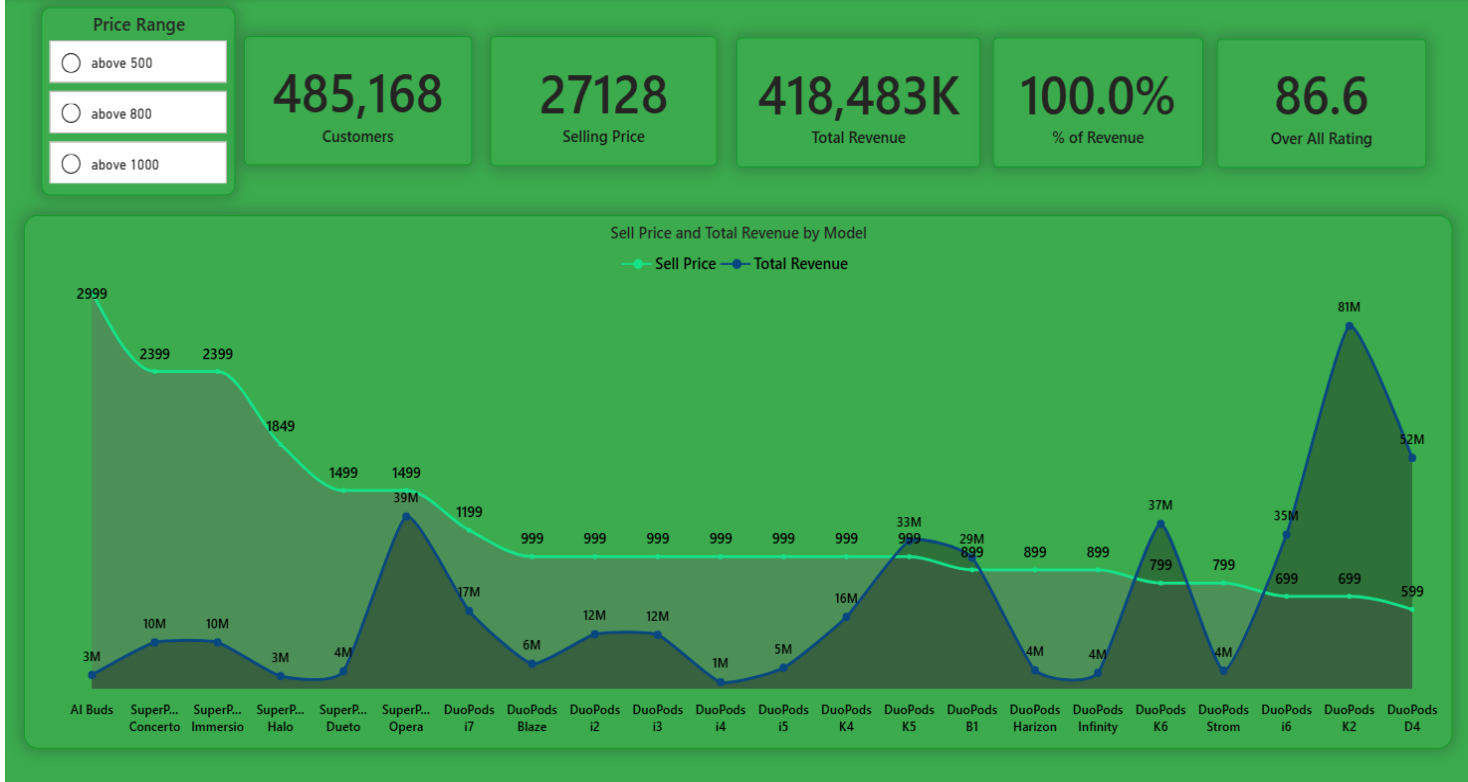 Price Range
above 500
above 800
above 1000
485,168
Customers
27128
Selling Price
418,483K
Total Revenue
100.0%
% of Revenue
86.6
Over All Rating
Sell Price and Total Revenue by Model
Sell Price Total Revenue
2999
2399
2399
1849
1499
1499
1199
999
999
999
999
999
999
999
899
899
899
799
799
699
699
599
3M
10M
10M
3M
4M
39M
17M
6M
12M
12M
1M
5M
16M
33M
29M
4M
4M
37M
4M
35M
81M
52M
AI Buds
SuperP... Concerto
SuperP... Immersio
SuperP... Halo
SuperP... Dueto
SuperP... Opera
DuoPods i7
DuoPods Blaze
DuoPods i2
DuoPods i3
DuoPods i4
DuoPods i5
DuoPods K4
DuoPods K5
DuoPods B1
DuoPods Horizon
DuoPods Infinity
DuoPods K6
DuoPods Strom
DuoPods i6
DuoPods K2
DuoPods D4